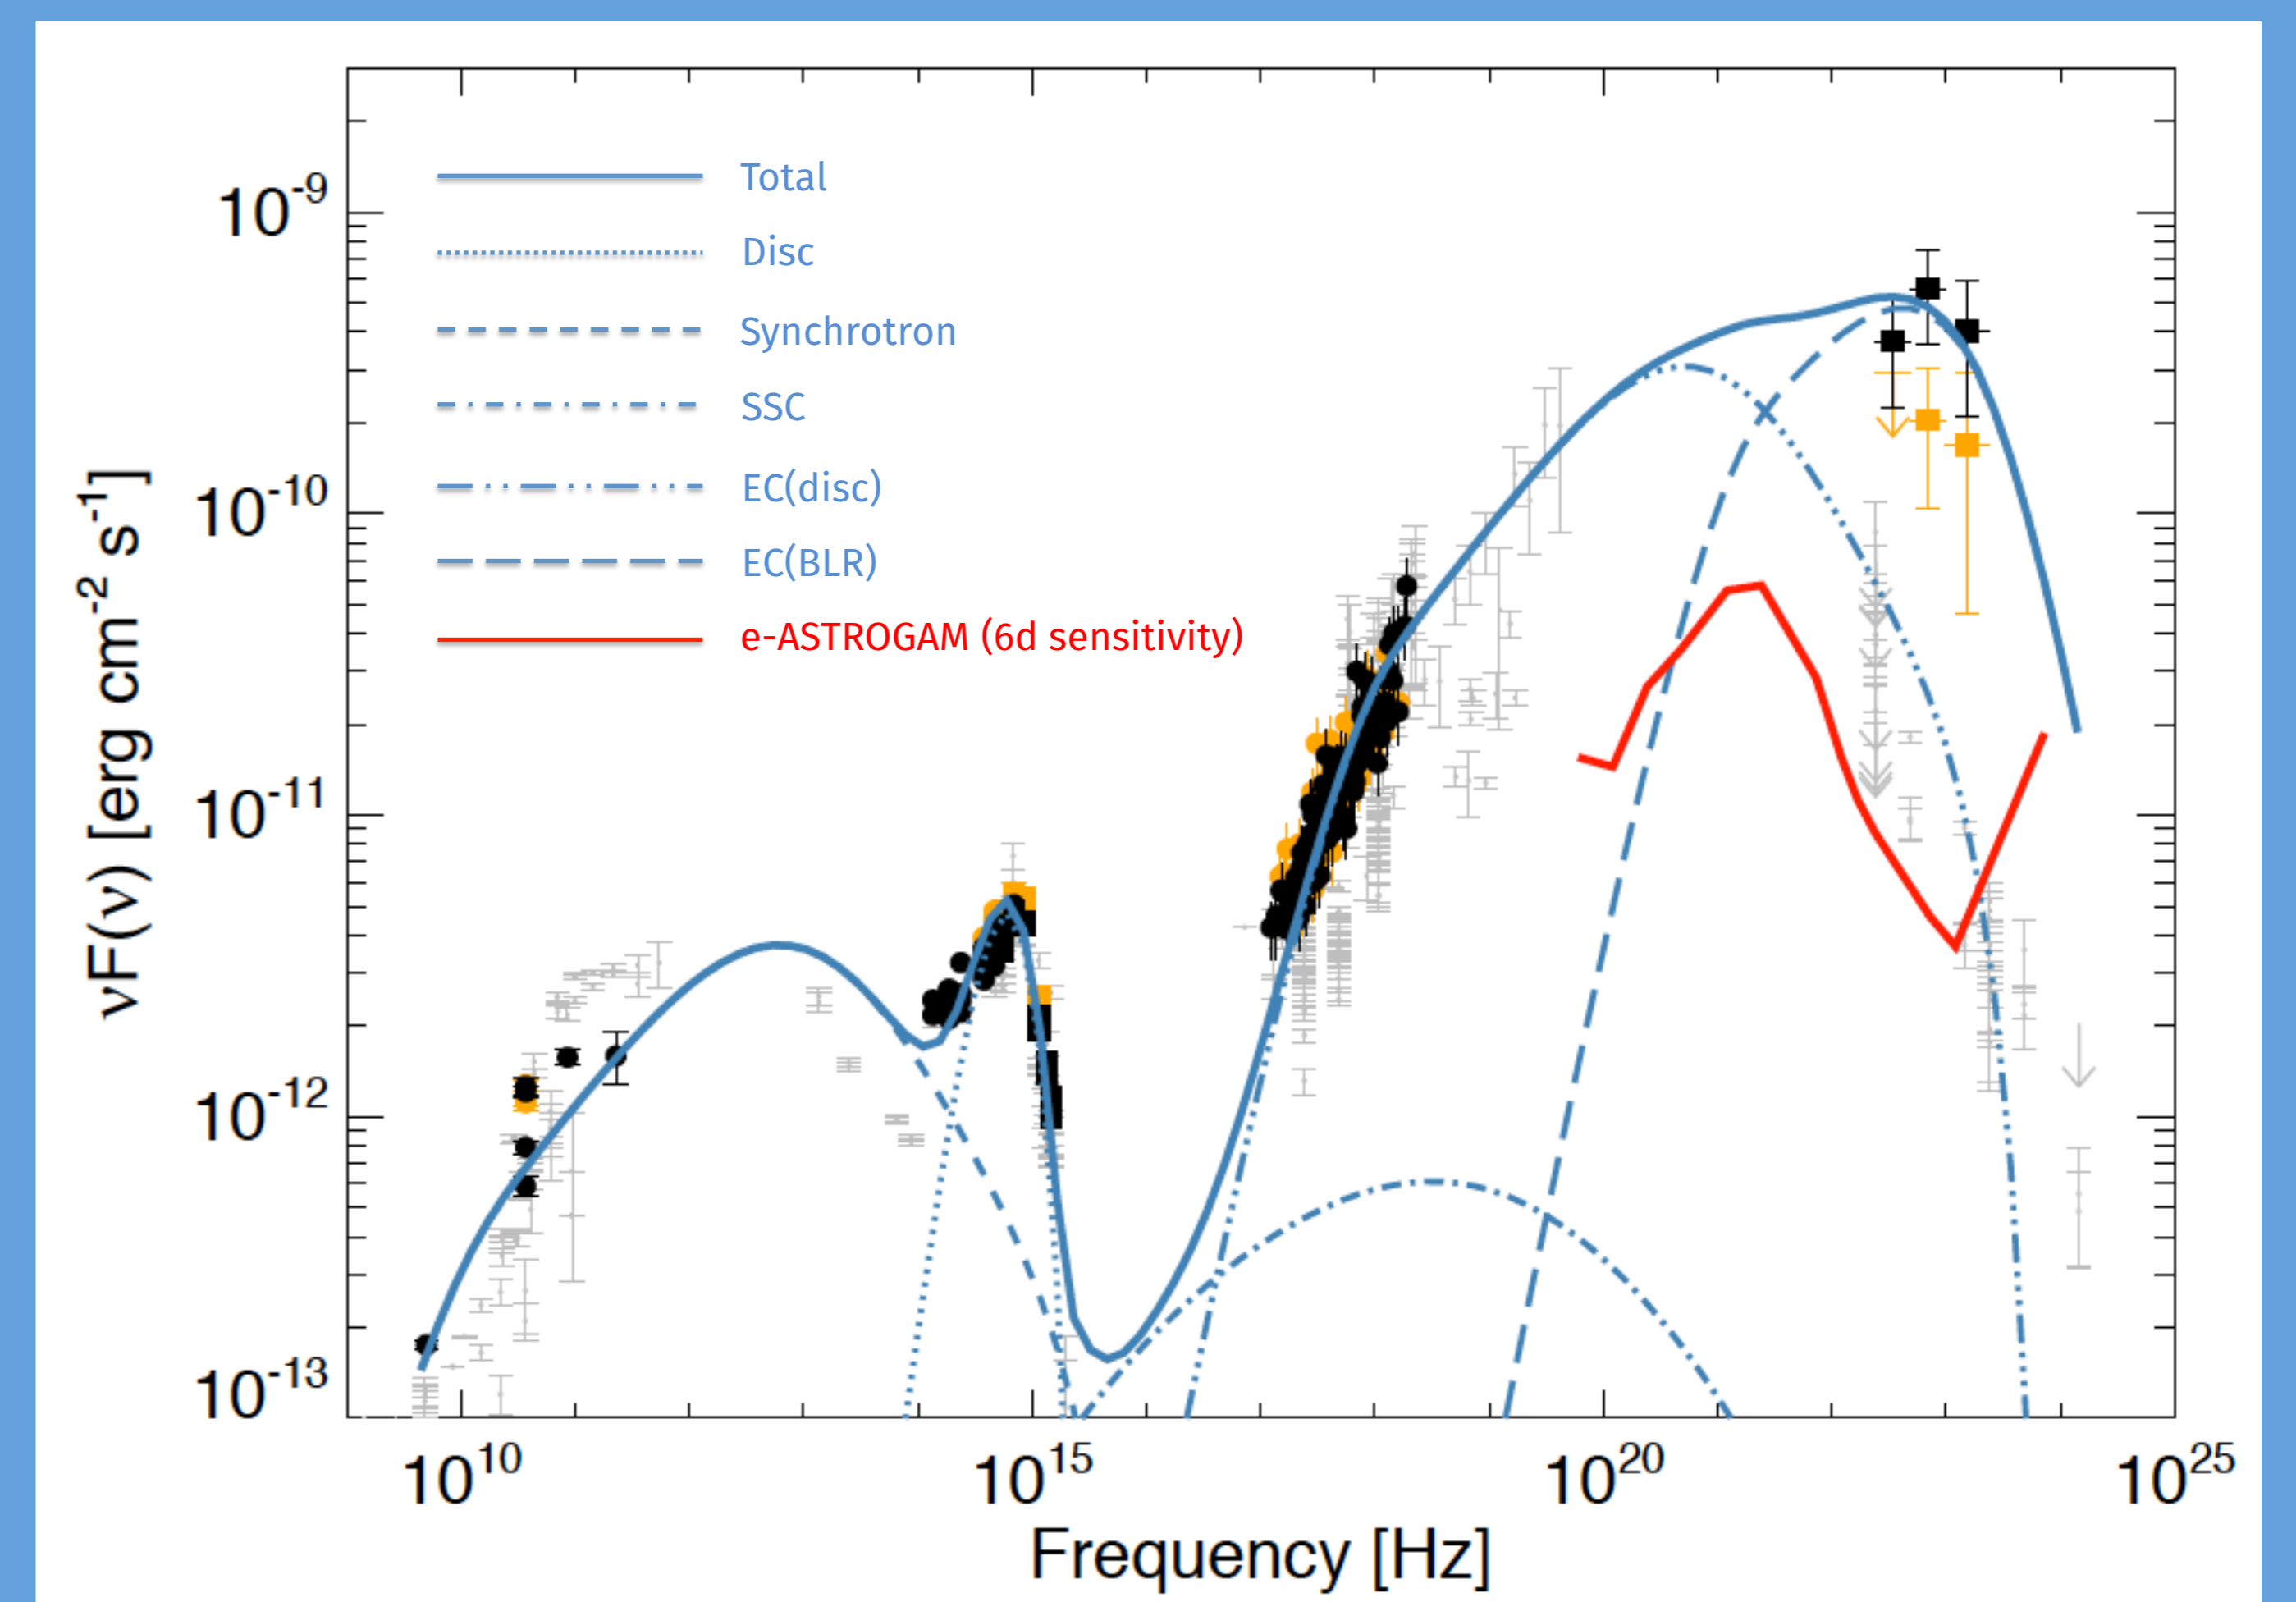 Total
Disc
Synchrotron
SSC
EC(disc)
EC(BLR)
e-ASTROGAM (6d sensitivity)
10⁻⁹
10⁻¹⁰
10⁻¹¹
10⁻¹²
10⁻¹³
νF(ν) [erg cm⁻² s⁻¹]
10¹⁰ 10¹⁵ 10²⁰ 10²⁵
Frequency [Hz]